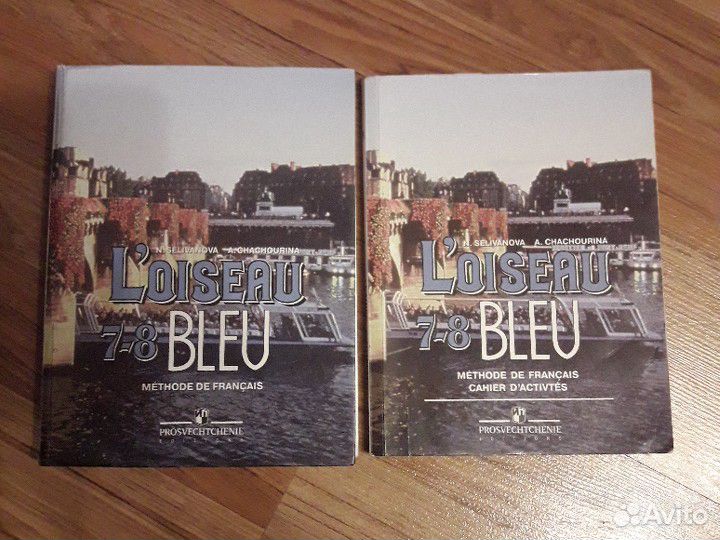 N. SELIVANOVA A. CHACHOURINA
L'OISEAU
7-8 BLEU
MÉTHODE DE FRANÇAIS
PROSVECHTCHENIE
N. SELIVANOVA A. CHACHOURINA
L'OISEAU
7-8 BLEU
MÉTHODE DE FRANÇAIS
CAHIER D'ACTIVTÉS
PROSVECHTCHENIE
Avito